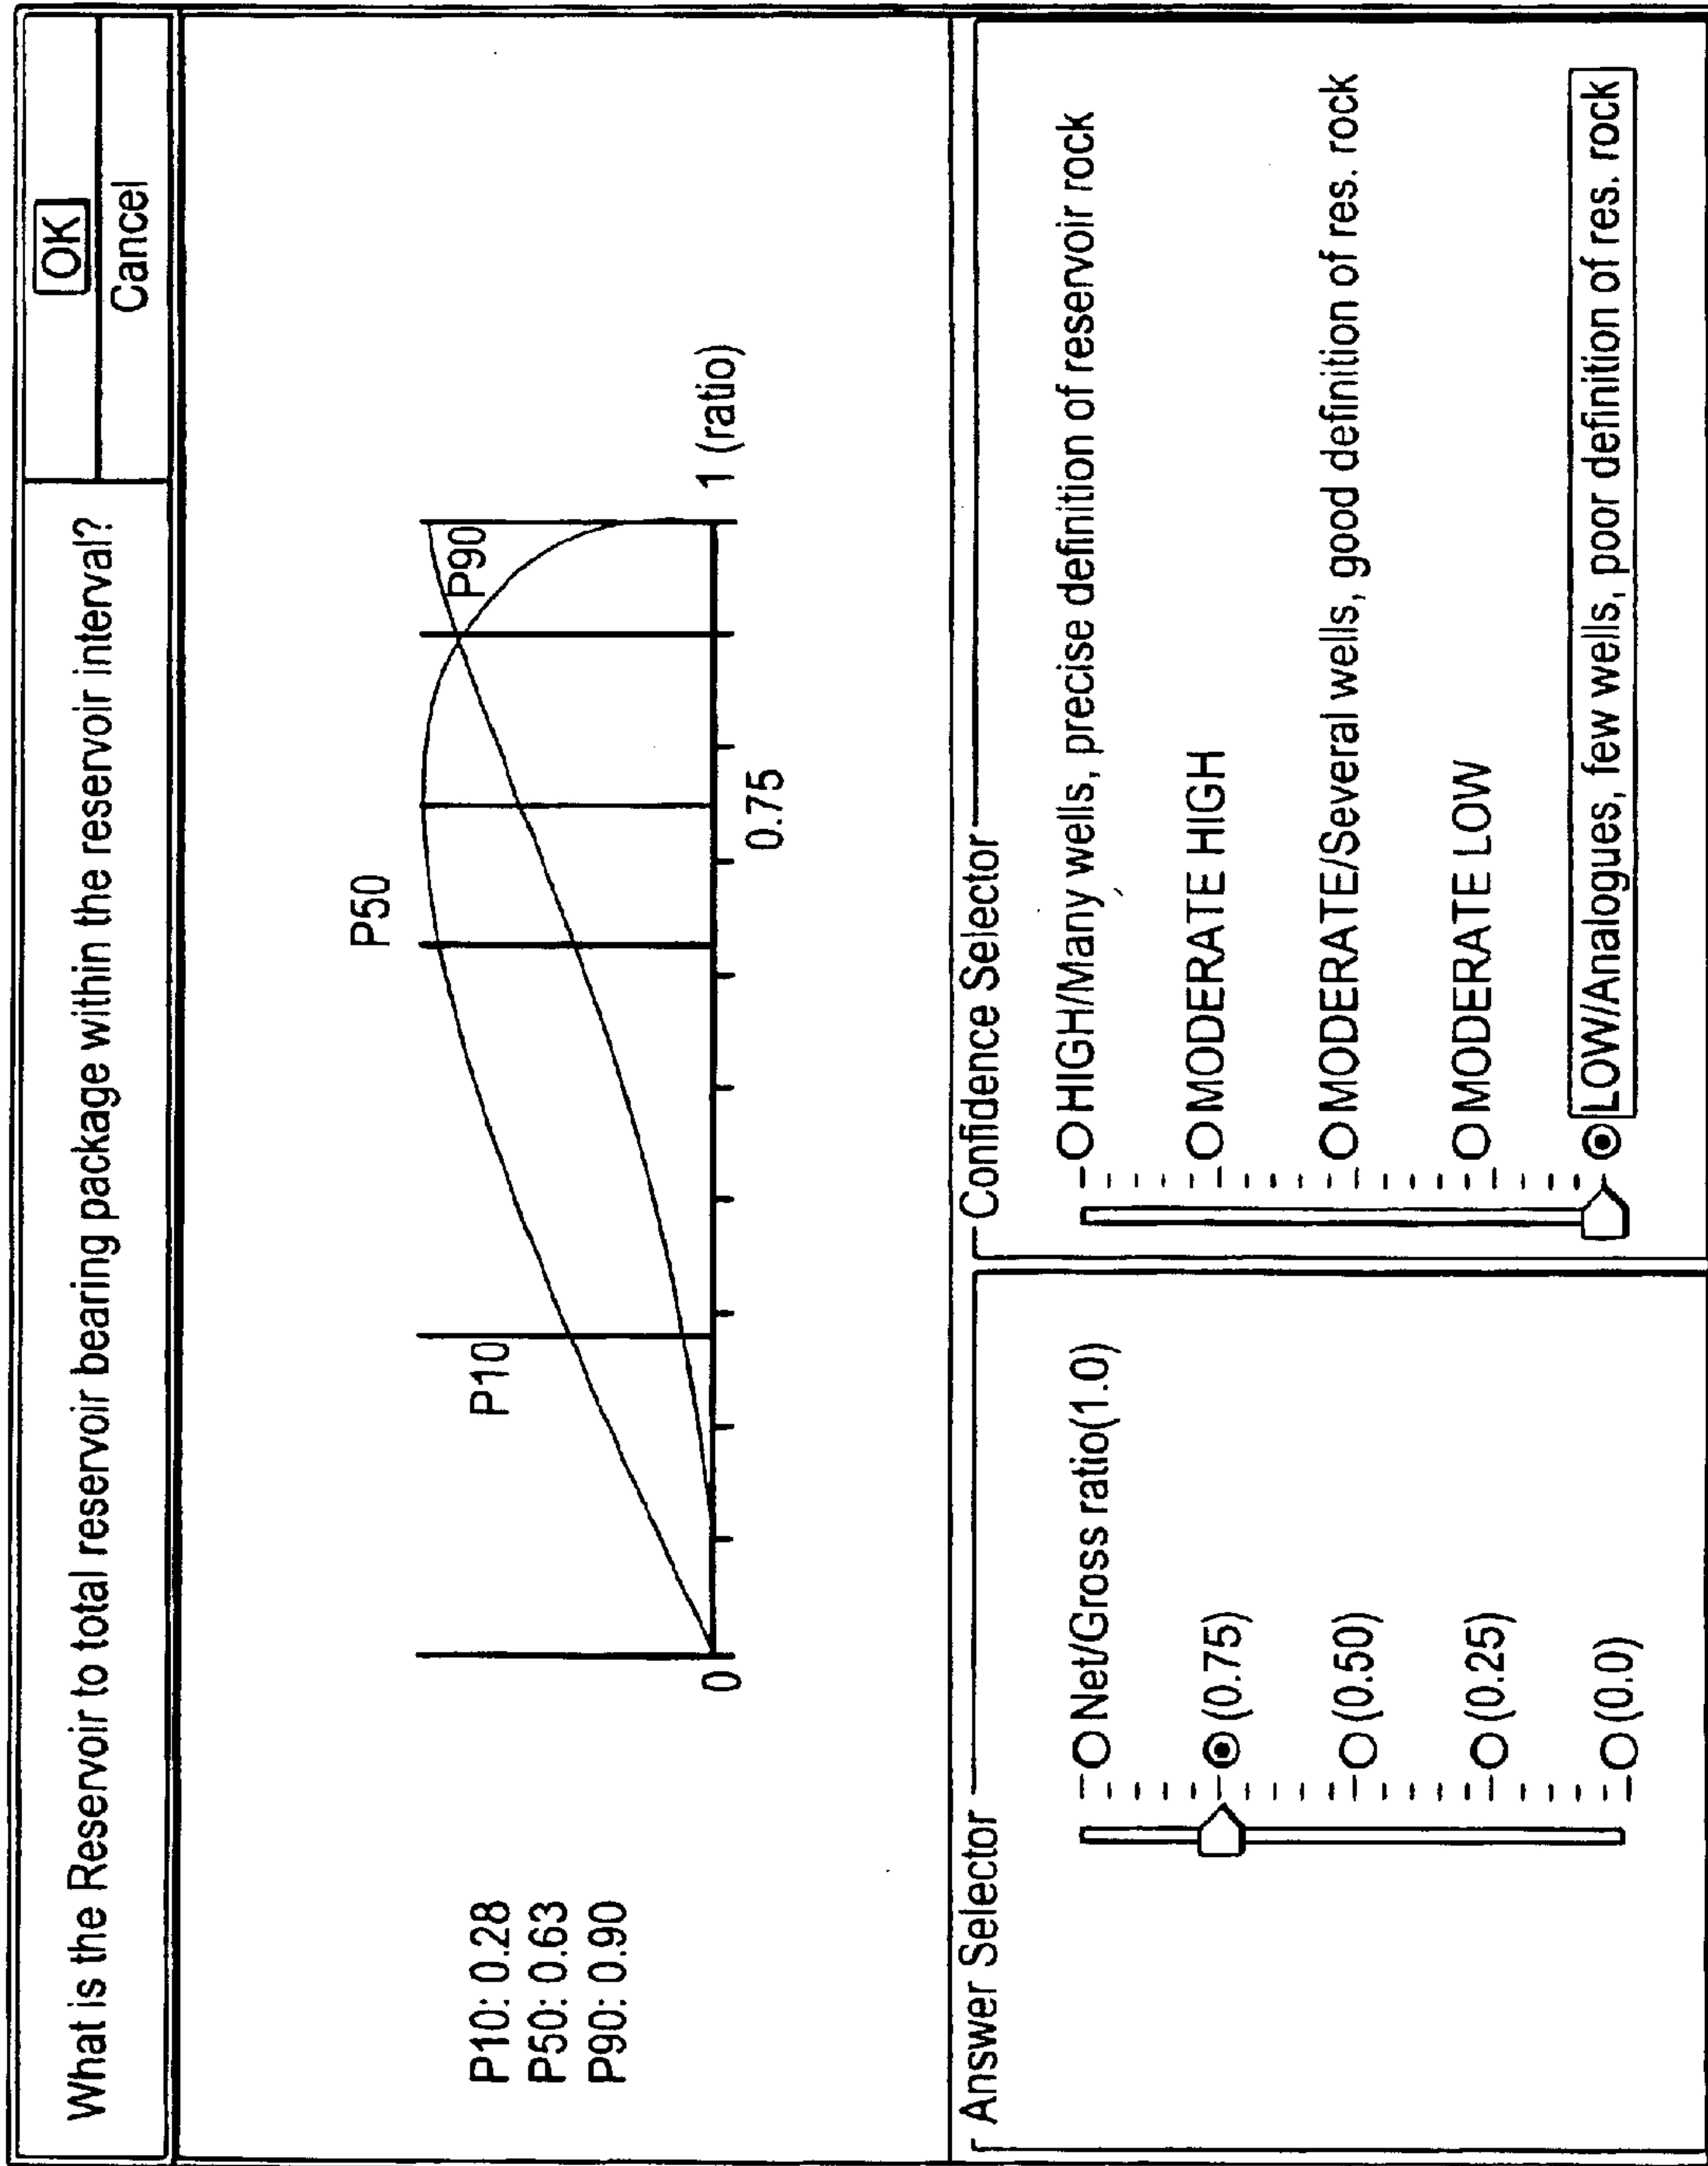 What is the Reservoir to total reservoir bearing package within the reservoir interval?
OK
Cancel
P10: 0.28
P50: 0.63
P90: 0.90
P10
P50
P90
0
0.75
1 (ratio)
Answer Selector
Net/Gross ratio(1.0)
(0.75)
(0.50)
(0.25)
(0.0)
Confidence Selector
HIGH/Many wells, precise definition of reservoir rock
MODERATE HIGH
MODERATE/Several wells, good definition of res. rock
MODERATE LOW
LOW/Analogues, few wells, poor definition of res. rock